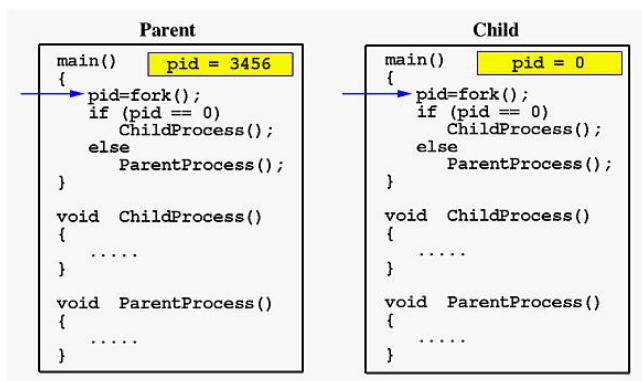 Parent
main()
pid = 3456
{
pid=fork();
if (pid == 0)
ChildProcess();
else
ParentProcess();
}
void ChildProcess()
{
.....
}
void ParentProcess()
{
.....
}
Child
main()
pid = 0
{
pid=fork();
if (pid == 0)
ChildProcess();
else
ParentProcess();
}
void ChildProcess()
{
.....
}
void ParentProcess()
{
.....
}